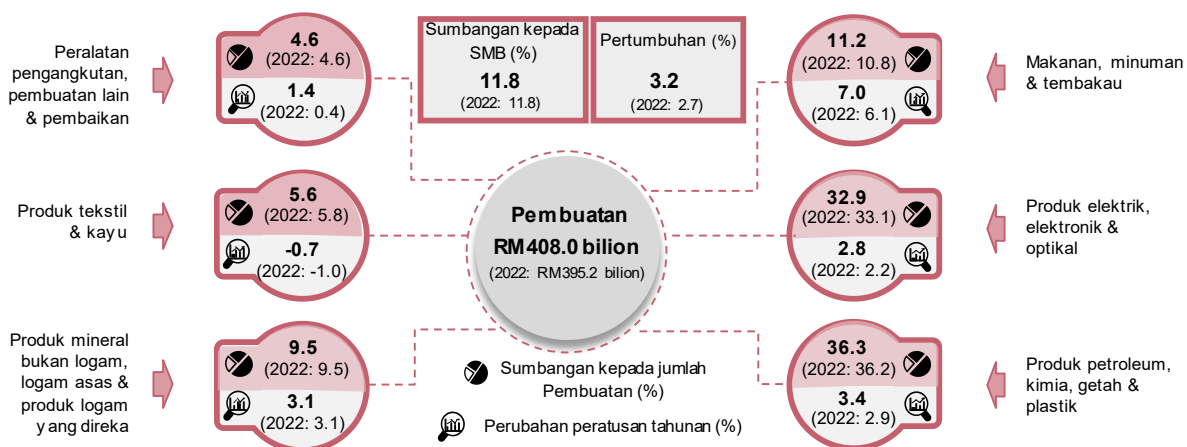 Peralatan
pengangkutan,
pembuatan lain
& pembaikan
4.6
(2022: 4.6)
1.4
(2022: 0.4)
Sumbangan kepada
SMB (%)
11.8
(2022: 11.8)
Pertumbuhan (%)
3.2
(2022: 2.7)
11.2
(2022: 10.8)
7.0
(2022: 6.1)
Makanan, minuman
& tembakau
Produk tekstil
& kayu
5.6
(2022: 5.8)
-0.7
(2022: -1.0)
Pembuatan
RM408.0 bilion
(2022: RM395.2 bilion)
32.9
(2022: 33.1)
2.8
(2022: 2.2)
Produk elektrik,
elektronik &
optikal
Produk mineral
bukan logam,
logam asas &
produk logam
yang direka
9.5
(2022: 9.5)
3.1
(2022: 3.1)
Sumbangan kepada jumlah
Pembuatan (%)
Perubahan peratusan tahunan (%)
36.3
(2022: 36.2)
3.4
(2022: 2.9)
Produk petroleum,
kimia, getah &
plastik